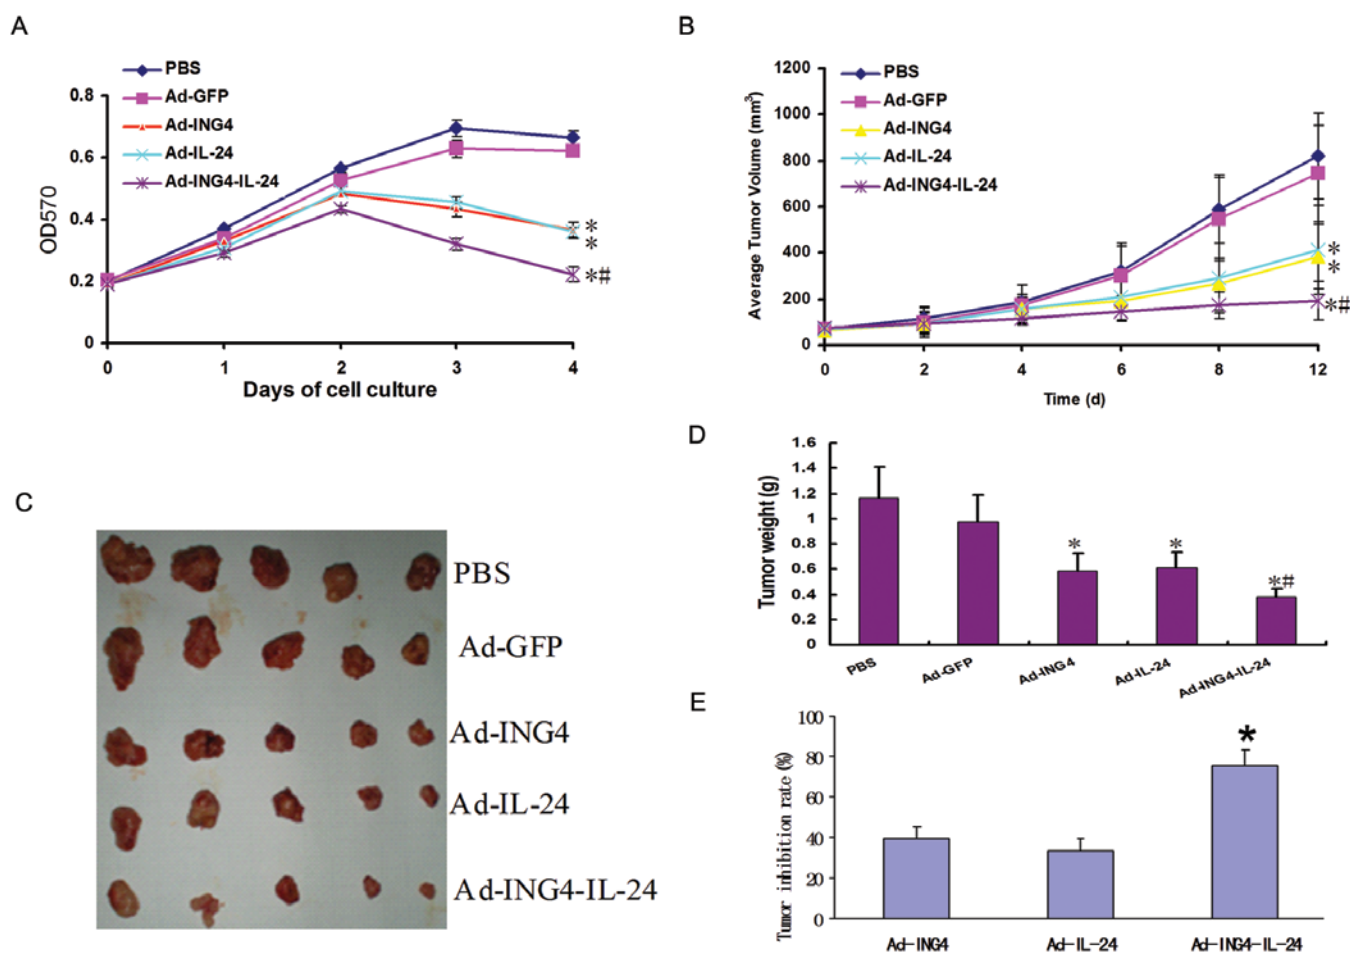 A
PBS
Ad-GFP
Ad-ING4
Ad-IL-24
Ad-ING4-IL-24
0.8
0.6
0.4
0.2
0
OD570
0 1 2 3 4
Days of cell culture
*
*
*#
B
PBS
Ad-GFP
Ad-ING4
Ad-IL-24
Ad-ING4-IL-24
1200
1000
800
600
400
200
0
Average Tumor Volume (mm³)
0 2 4 6 8 12
Time (d)
*
*
*#
C
PBS
Ad-GFP
Ad-ING4
Ad-IL-24
Ad-ING4-IL-24
D
1.6
1.4
1.2
1
0.8
0.6
0.4
0.2
0
Tumor weight (g)
* * *#
PBS Ad-GFP Ad-ING4 Ad-IL-24 Ad-ING4-IL-24
E
100
80
60
40
20
0
Tumor inhibition rate (%)
*
Ad-ING4 Ad-IL-24 Ad-ING4-IL-24